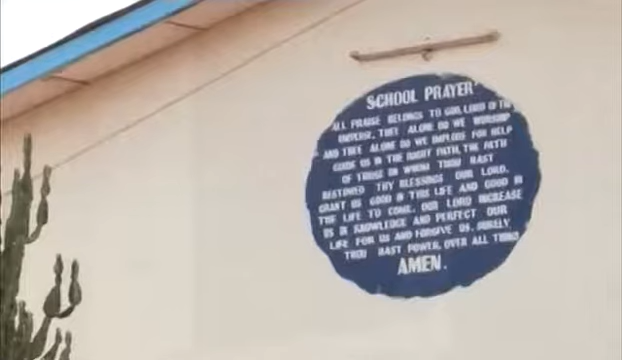 SCHOOL PRAYER
ALL PRAISE BELONGS TO GOD, LORD OF THE
UNIVERSE. THEE ALONE DO WE WORSHIP
AND THEE ALONE DO WE IMPLORE FOR HELP
GUIDE US IN THE RIGHT PATH, THE PATH
OF THOSE ON WHOM THOU HAST
BESTOWED THY BLESSINGS OUR LORD,
GRANT US GOOD IN THIS LIFE AND GOOD IN
THE LIFE TO COME. OUR LORD INCREASE
US IN KNOWLEDGE AND PERFECT OUR
LIFE FOR US AND FORGIVE US. SURELY,
THOU HAST POWER, OVER ALL THING
AMEN.